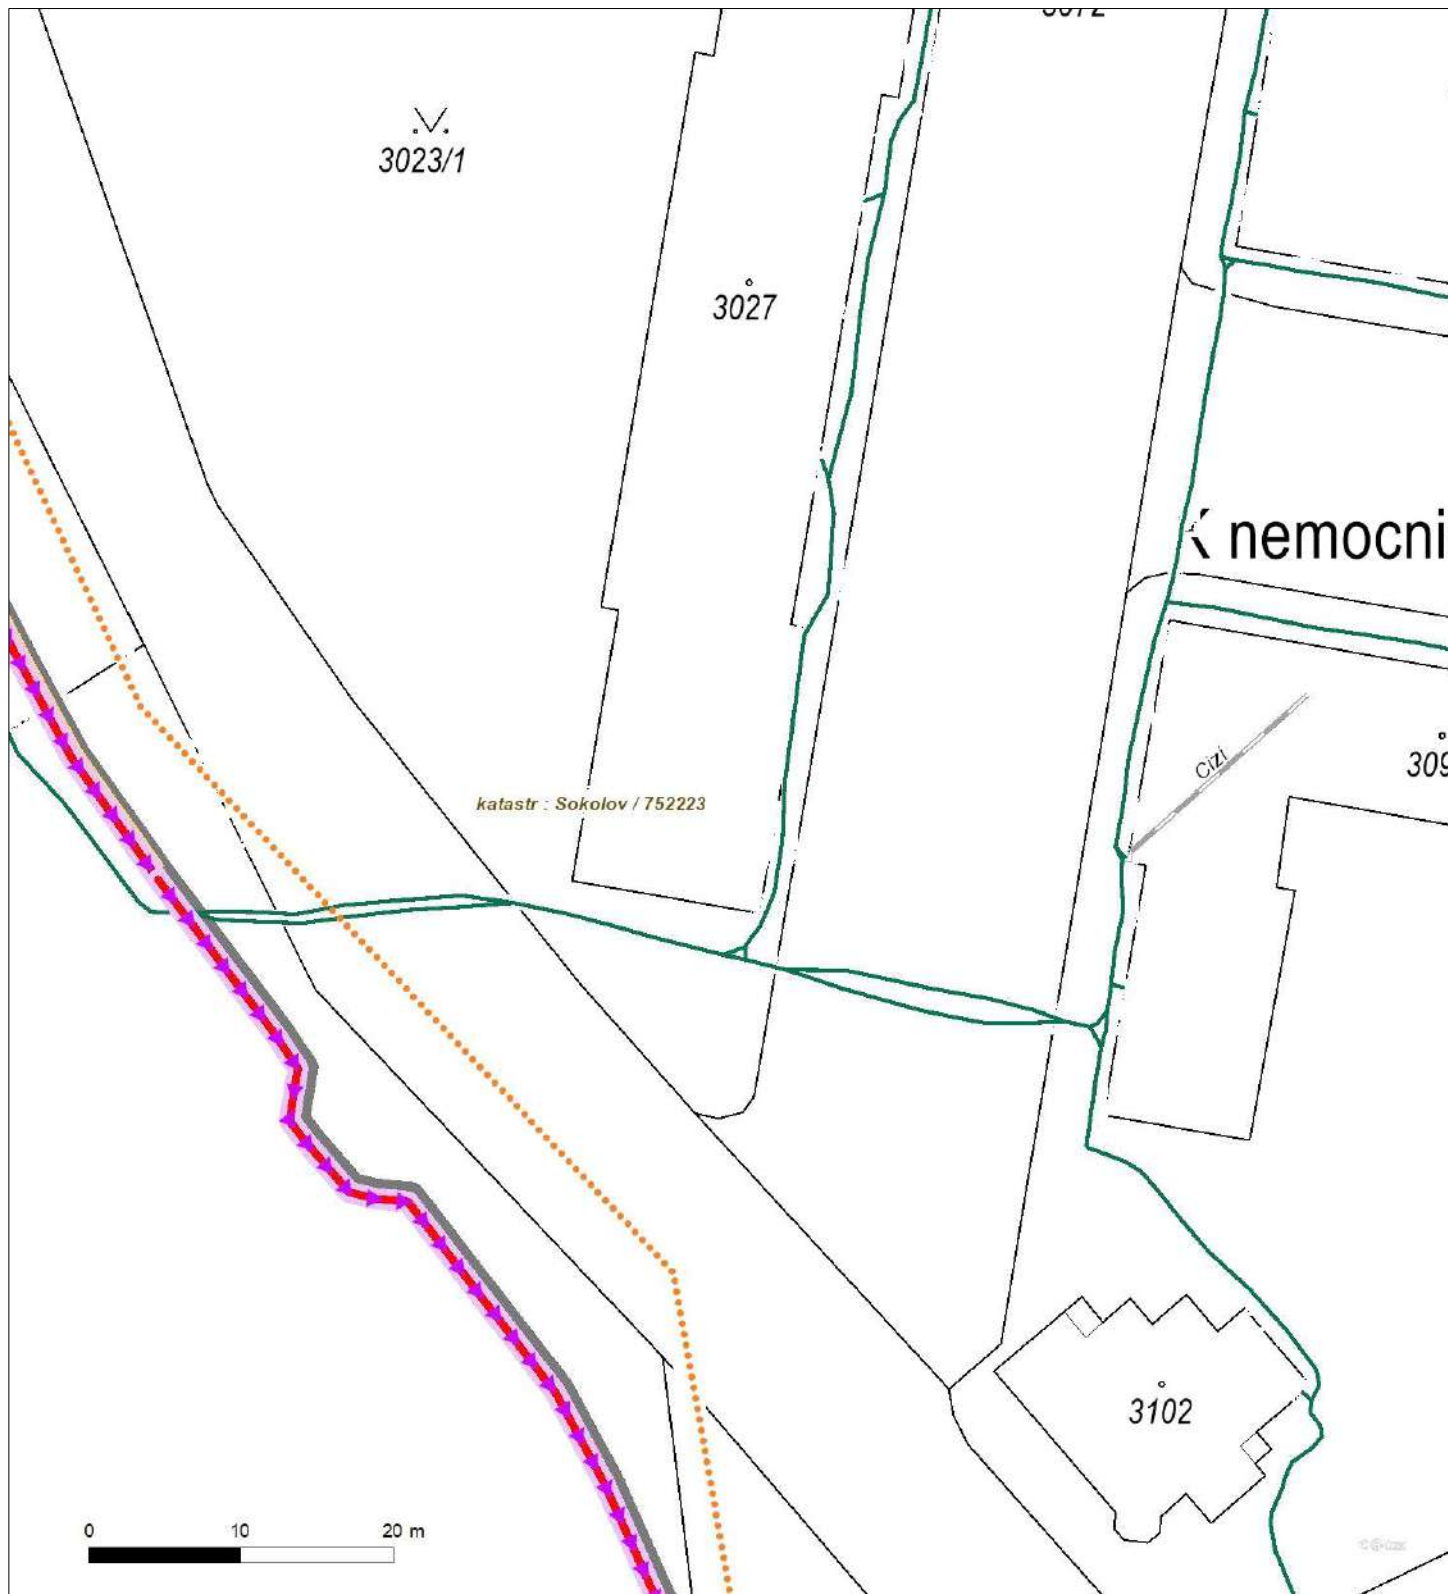 3023/1
3027
K nemocni
Cizí
309
katastr : Sokolov / 752223
3102
0 10 20 m